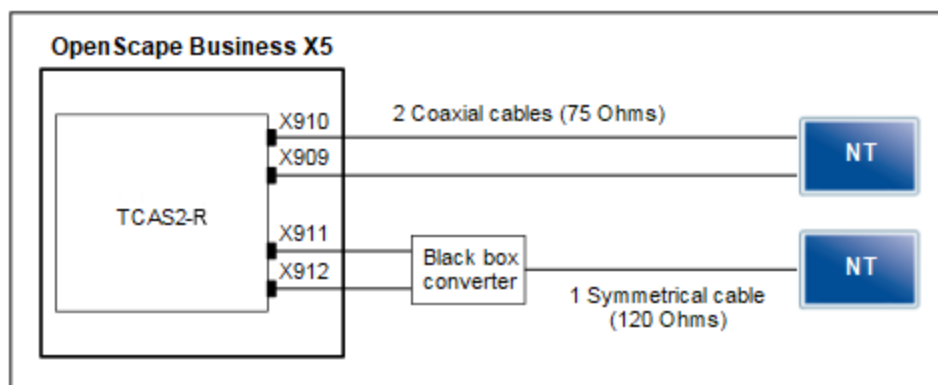 OpenScape Business X5
X910
2 Coaxial cables (75 Ohms)
NT
X909
TCAS2-R
X911
X912
Black box
converter
NT
1 Symmetrical cable
(120 Ohms)